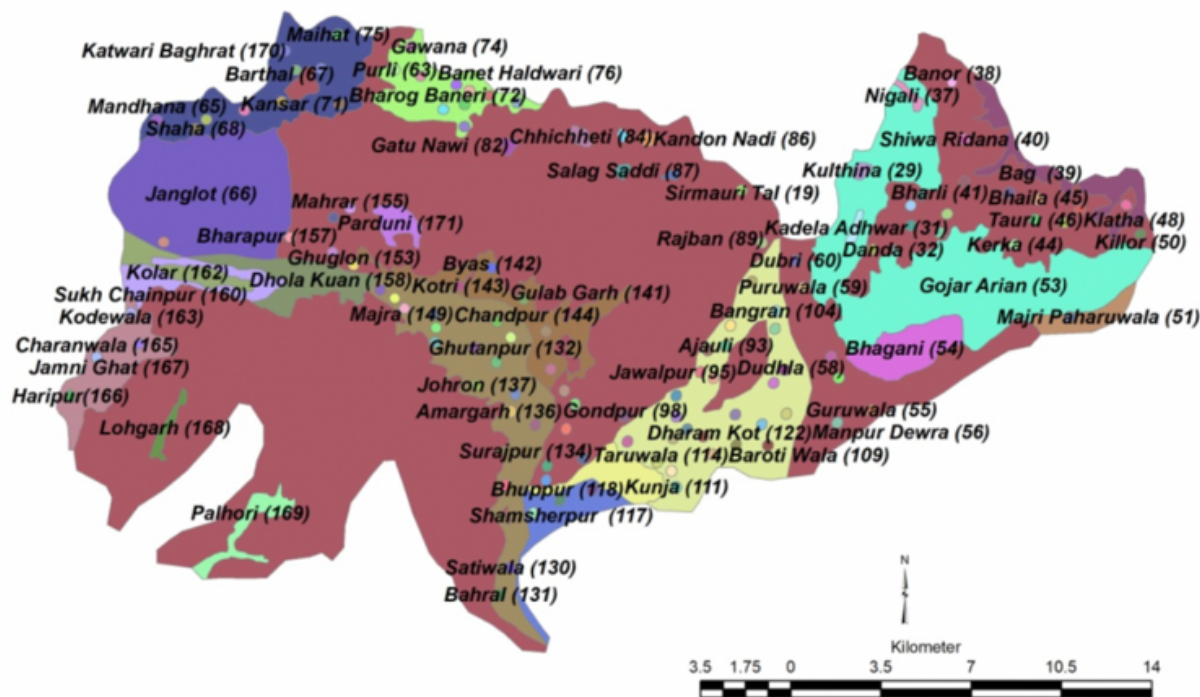 Maihat (75)
Gawana (74)
Katwari Baghrat (170)
Barthal (67)
Purli (63)
Banet Haldwari (76)
Banor (38)
Nigali (37)
Mandhana (65)
Kansar (71)
Bharog Baneri (72)
Shaha (68)
Gatu Nawi (82)
Chhichheti (84)
Kandon Nadi (86)
Shiwa Ridana (40)
Salag Saddi (87)
Kulthina (29)
Bag (39)
Janglot (66)
Sirmauri Tal (19)
Bharli (41)
Bhaila (45)
Mahrar (155)
Parduni (171)
Kadela Adhwar (31)
Tauru (46)
Klatha (48)
Bharapur (157)
Rajban (89)
Danda (32)
Kerka (44)
Killor (50)
Ghuglon (153)
Byas (142)
Dubri (60)
Kolar (162)
Dhola Kuan (158)
Kotri (143)
Gulab Garh (141)
Puruwala (59)
Gojar Arian (53)
Sukh Chainpur (160)
Kodewala (163)
Majra (149)
Chandpur (144)
Bangran (104)
Majri Paharuwala (51)
Charanwala (165)
Ghutanpur (132)
Ajauli (93)
Bhagani (54)
Jamni Ghat (167)
Jawalpur (95)
Dudhla (58)
Haripur(166)
Johron (137)
Amargarh (136)
Gondpur (98)
Guruwala (55)
Lohgarh (168)
Dharam Kot (122)
Manpur Dewra (56)
Surajpur (134)
Taruwala (114)
Baroti Wala (109)
Bhuppur (118)
Kunja (111)
Palhori (169)
Shamsherpur (117)
Satiwala (130)
Bahral (131)
N
S
Kilometer
3.5 1.75 0 3.5 7 10.5 14